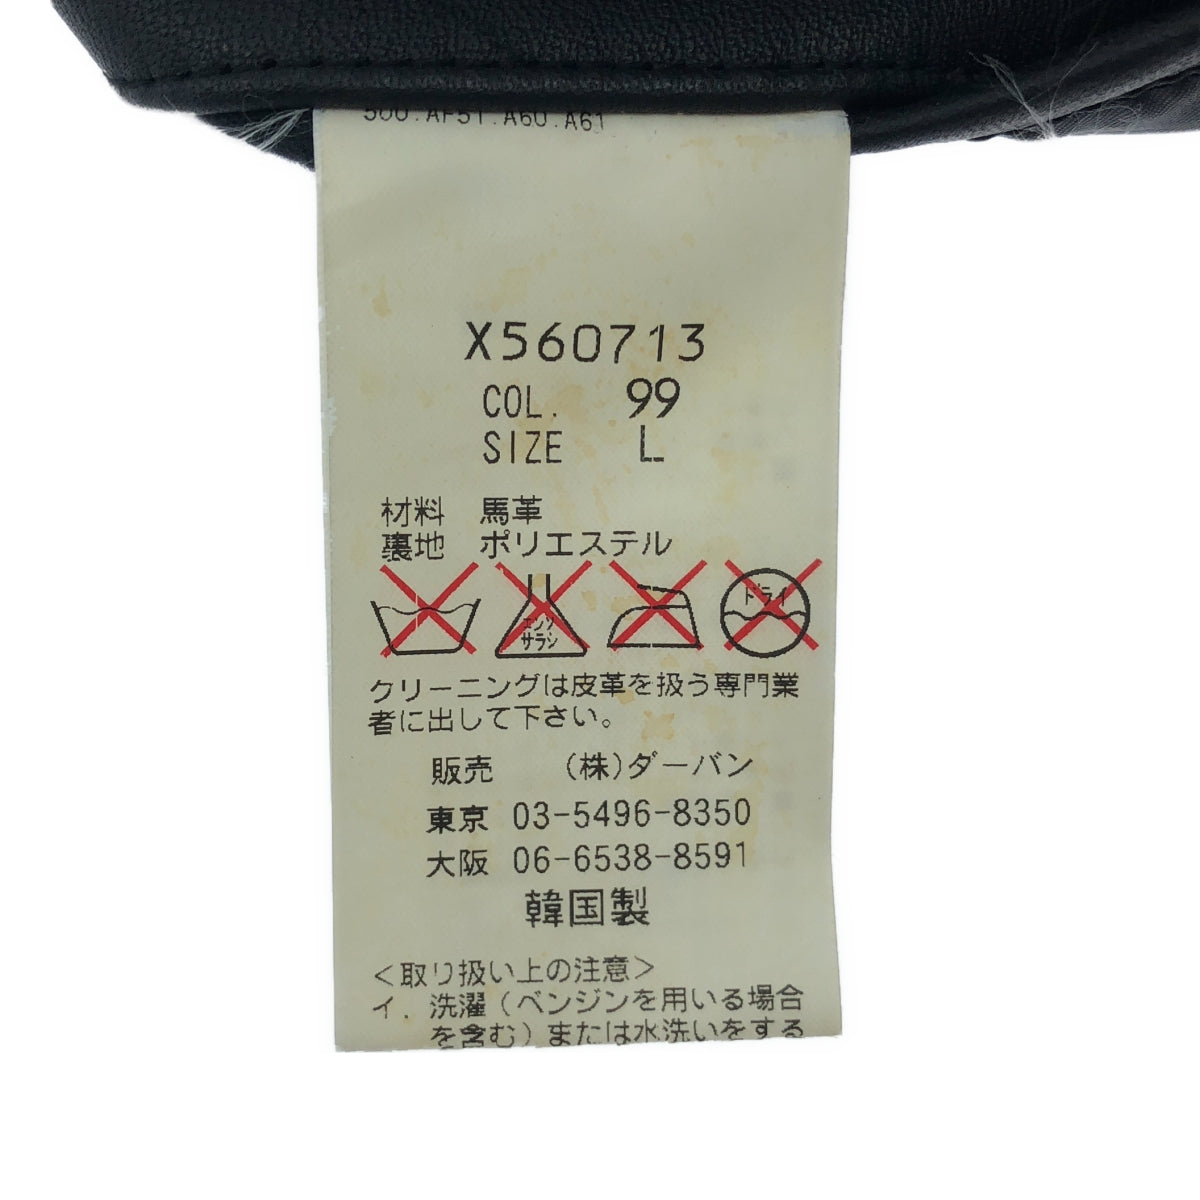 500.AF51.A60.A61
X560713
COL. 99
SIZE L
材料 馬革
裏地 ポリエステル
エンソ
サラシ
ドライ
クリーニングは皮革を扱う専門業
者に出して下さい。
販売 (株)ダーバン
東京 03-5496-8350
大阪 06-6538-8591
韓国製
<取り扱い上の注意>
イ. 洗濯(ベンジンを用いる場合
を含む)または水洗いをする